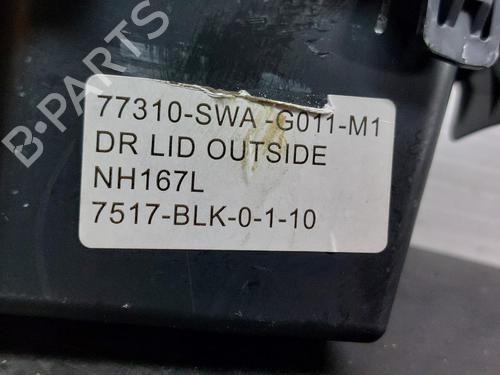 B-PARTS
77310-SWA -G011-M1
DR LID OUTSIDE
NH167L
7517-BLK-0-1-10